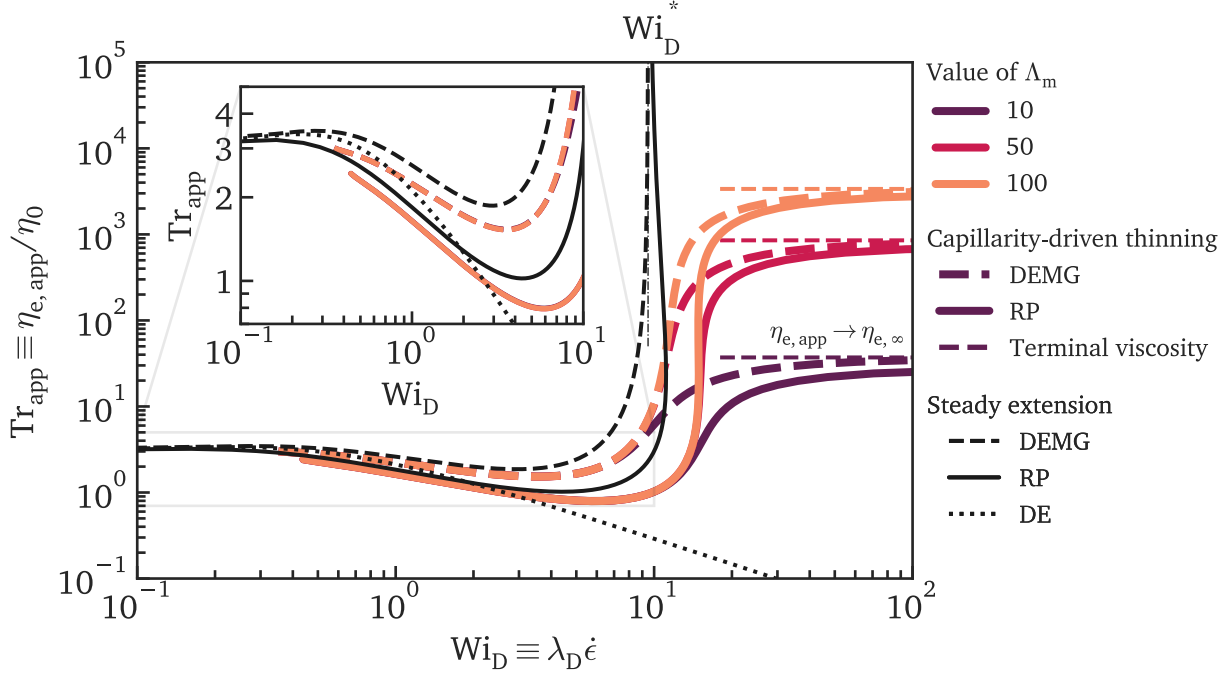 Wi_D^*
Tr_app ≡ η_e, app/η_0
10^5
10^4
10^3
10^2
10^1
10^0
10^−1
10^−1
10^0
10^1
10^2
Wi_D ≡ λ_D ε̇
Tr_app
4
3
2
1
10^−1
10^0
10^1
Wi_D
η_e, app → η_e, ∞
Value of Λ_m
10
50
100
Capillarity-driven thinning
DEMG
RP
Terminal viscosity
Steady extension
DEMG
RP
DE